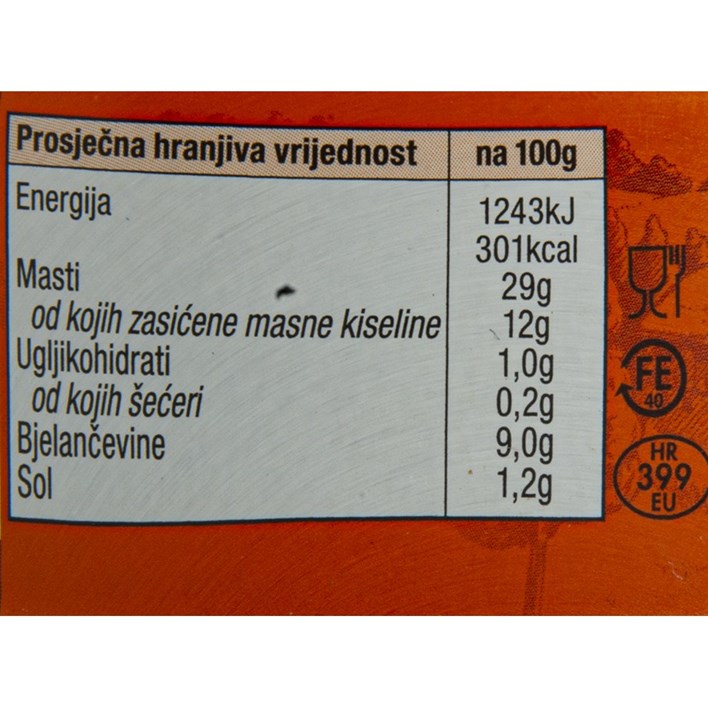 Prosječna hranjiva vrijednost na 100g
Energija 1243kJ
301kcal
Masti 29g
od kojih zasićene masne kiseline 12g
Ugljikohidrati 1,0g
od kojih šećeri 0,2g
Bjelančevine 9,0g
Sol 1,2g
FE
40
HR
399
EU